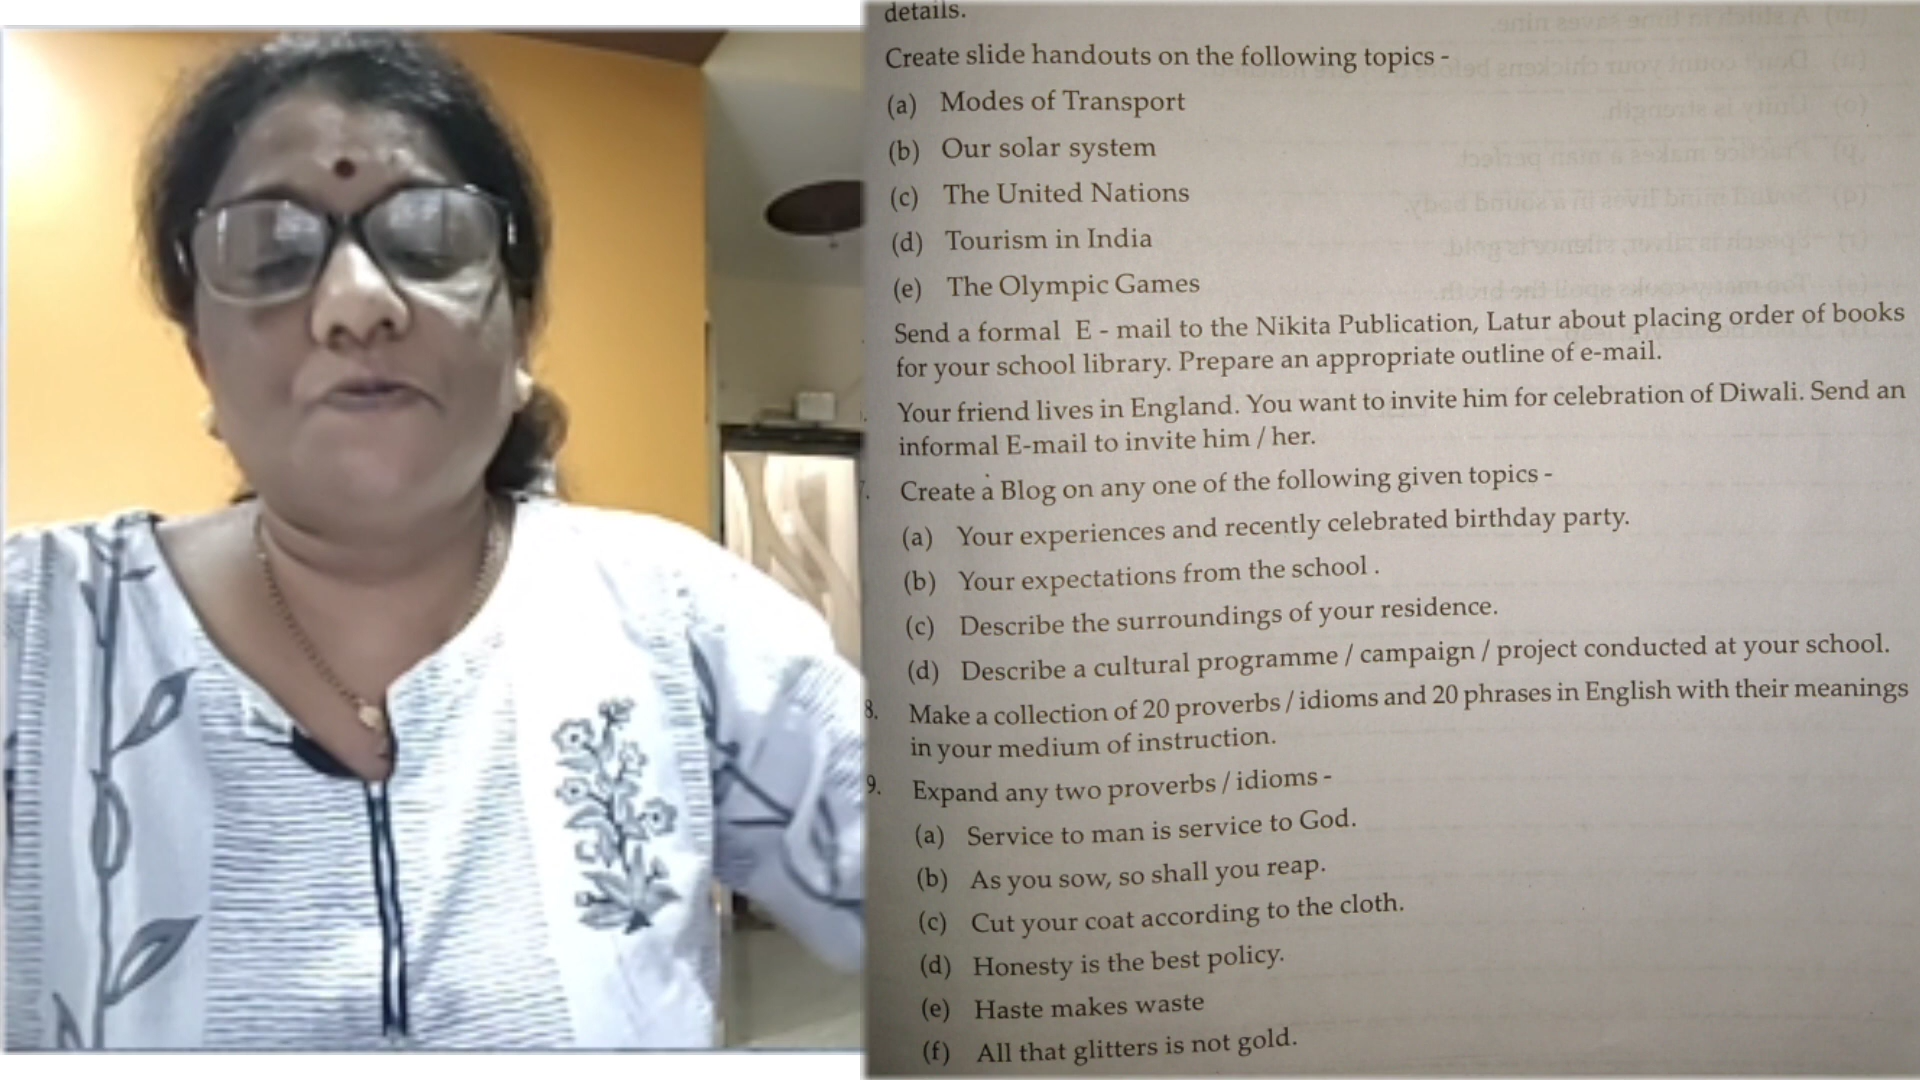 details.
Create slide handouts on the following topics -
(a) Modes of Transport
(b) Our solar system
(c) The United Nations
(d) Tourism in India
(e) The Olympic Games
Send a formal E - mail to the Nikita Publication, Latur about placing order of books
for your school library. Prepare an appropriate outline of e-mail.
Your friend lives in England. You want to invite him for celebration of Diwali. Send an
informal E-mail to invite him / her.
7. Create a Blog on any one of the following given topics -
(a) Your experiences and recently celebrated birthday party.
(b) Your expectations from the school .
(c) Describe the surroundings of your residence.
(d) Describe a cultural programme / campaign / project conducted at your school.
8. Make a collection of 20 proverbs / idioms and 20 phrases in English with their meanings
in your medium of instruction.
9. Expand any two proverbs / idioms -
(a) Service to man is service to God.
(b) As you sow, so shall you reap.
(c) Cut your coat according to the cloth.
(d) Honesty is the best policy.
(e) Haste makes waste
(f) All that glitters is not gold.